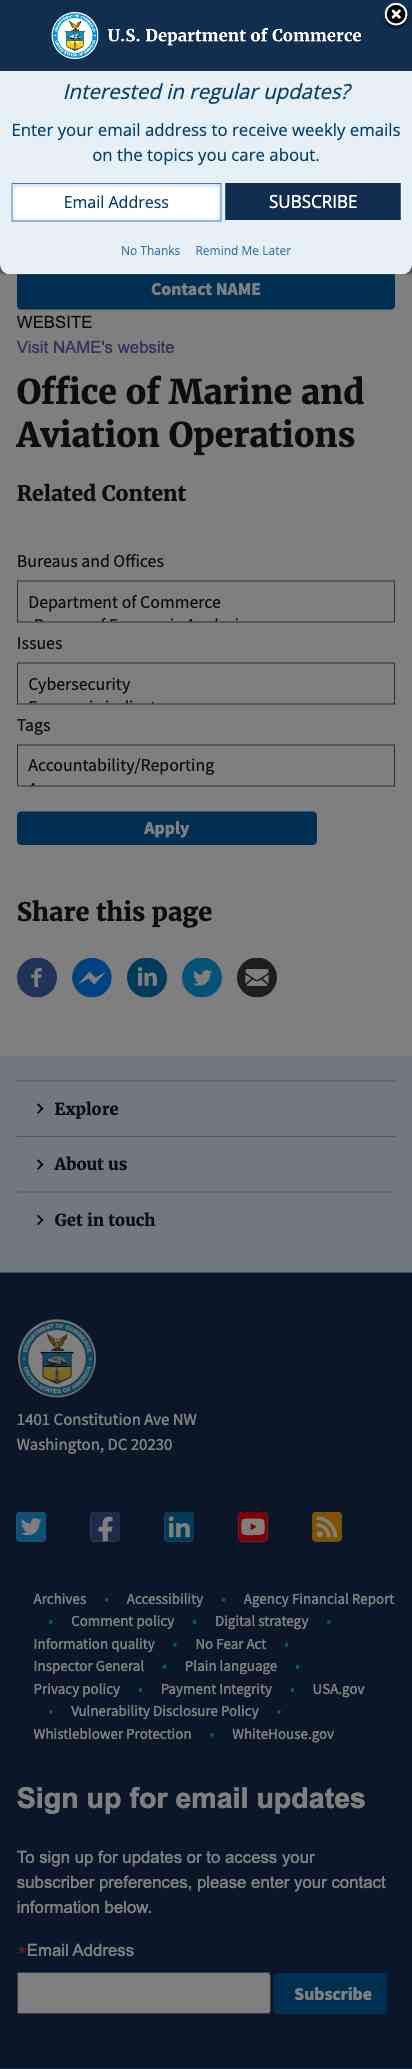 U.S. Department of Commerce
Interested in regular updates?
Enter your email address to receive weekly emails
on the topics you care about.
Email Address
SUBSCRIBE
No Thanks
Remind Me Later
Contact NAME
WEBSITE
Visit NAME's website
Office of Marine and
Aviation Operations
Related Content
Bureaus and Offices
Department of Commerce
Issues
Cybersecurity
Tags
Accountability/Reporting
Apply
Share this page
Explore
About us
Get in touch
1401 Constitution Ave NW
Washington, DC 20230
Archives • Accessibility • Agency Financial Report
• Comment policy • Digital strategy •
Information quality • No Fear Act •
Inspector General • Plain language •
Privacy policy • Payment Integrity • USA.gov
• Vulnerability Disclosure Policy •
Whistleblower Protection • WhiteHouse.gov
Sign up for email updates
To sign up for updates or to access your
subscriber preferences, please enter your contact
information below.
*Email Address
Subscribe